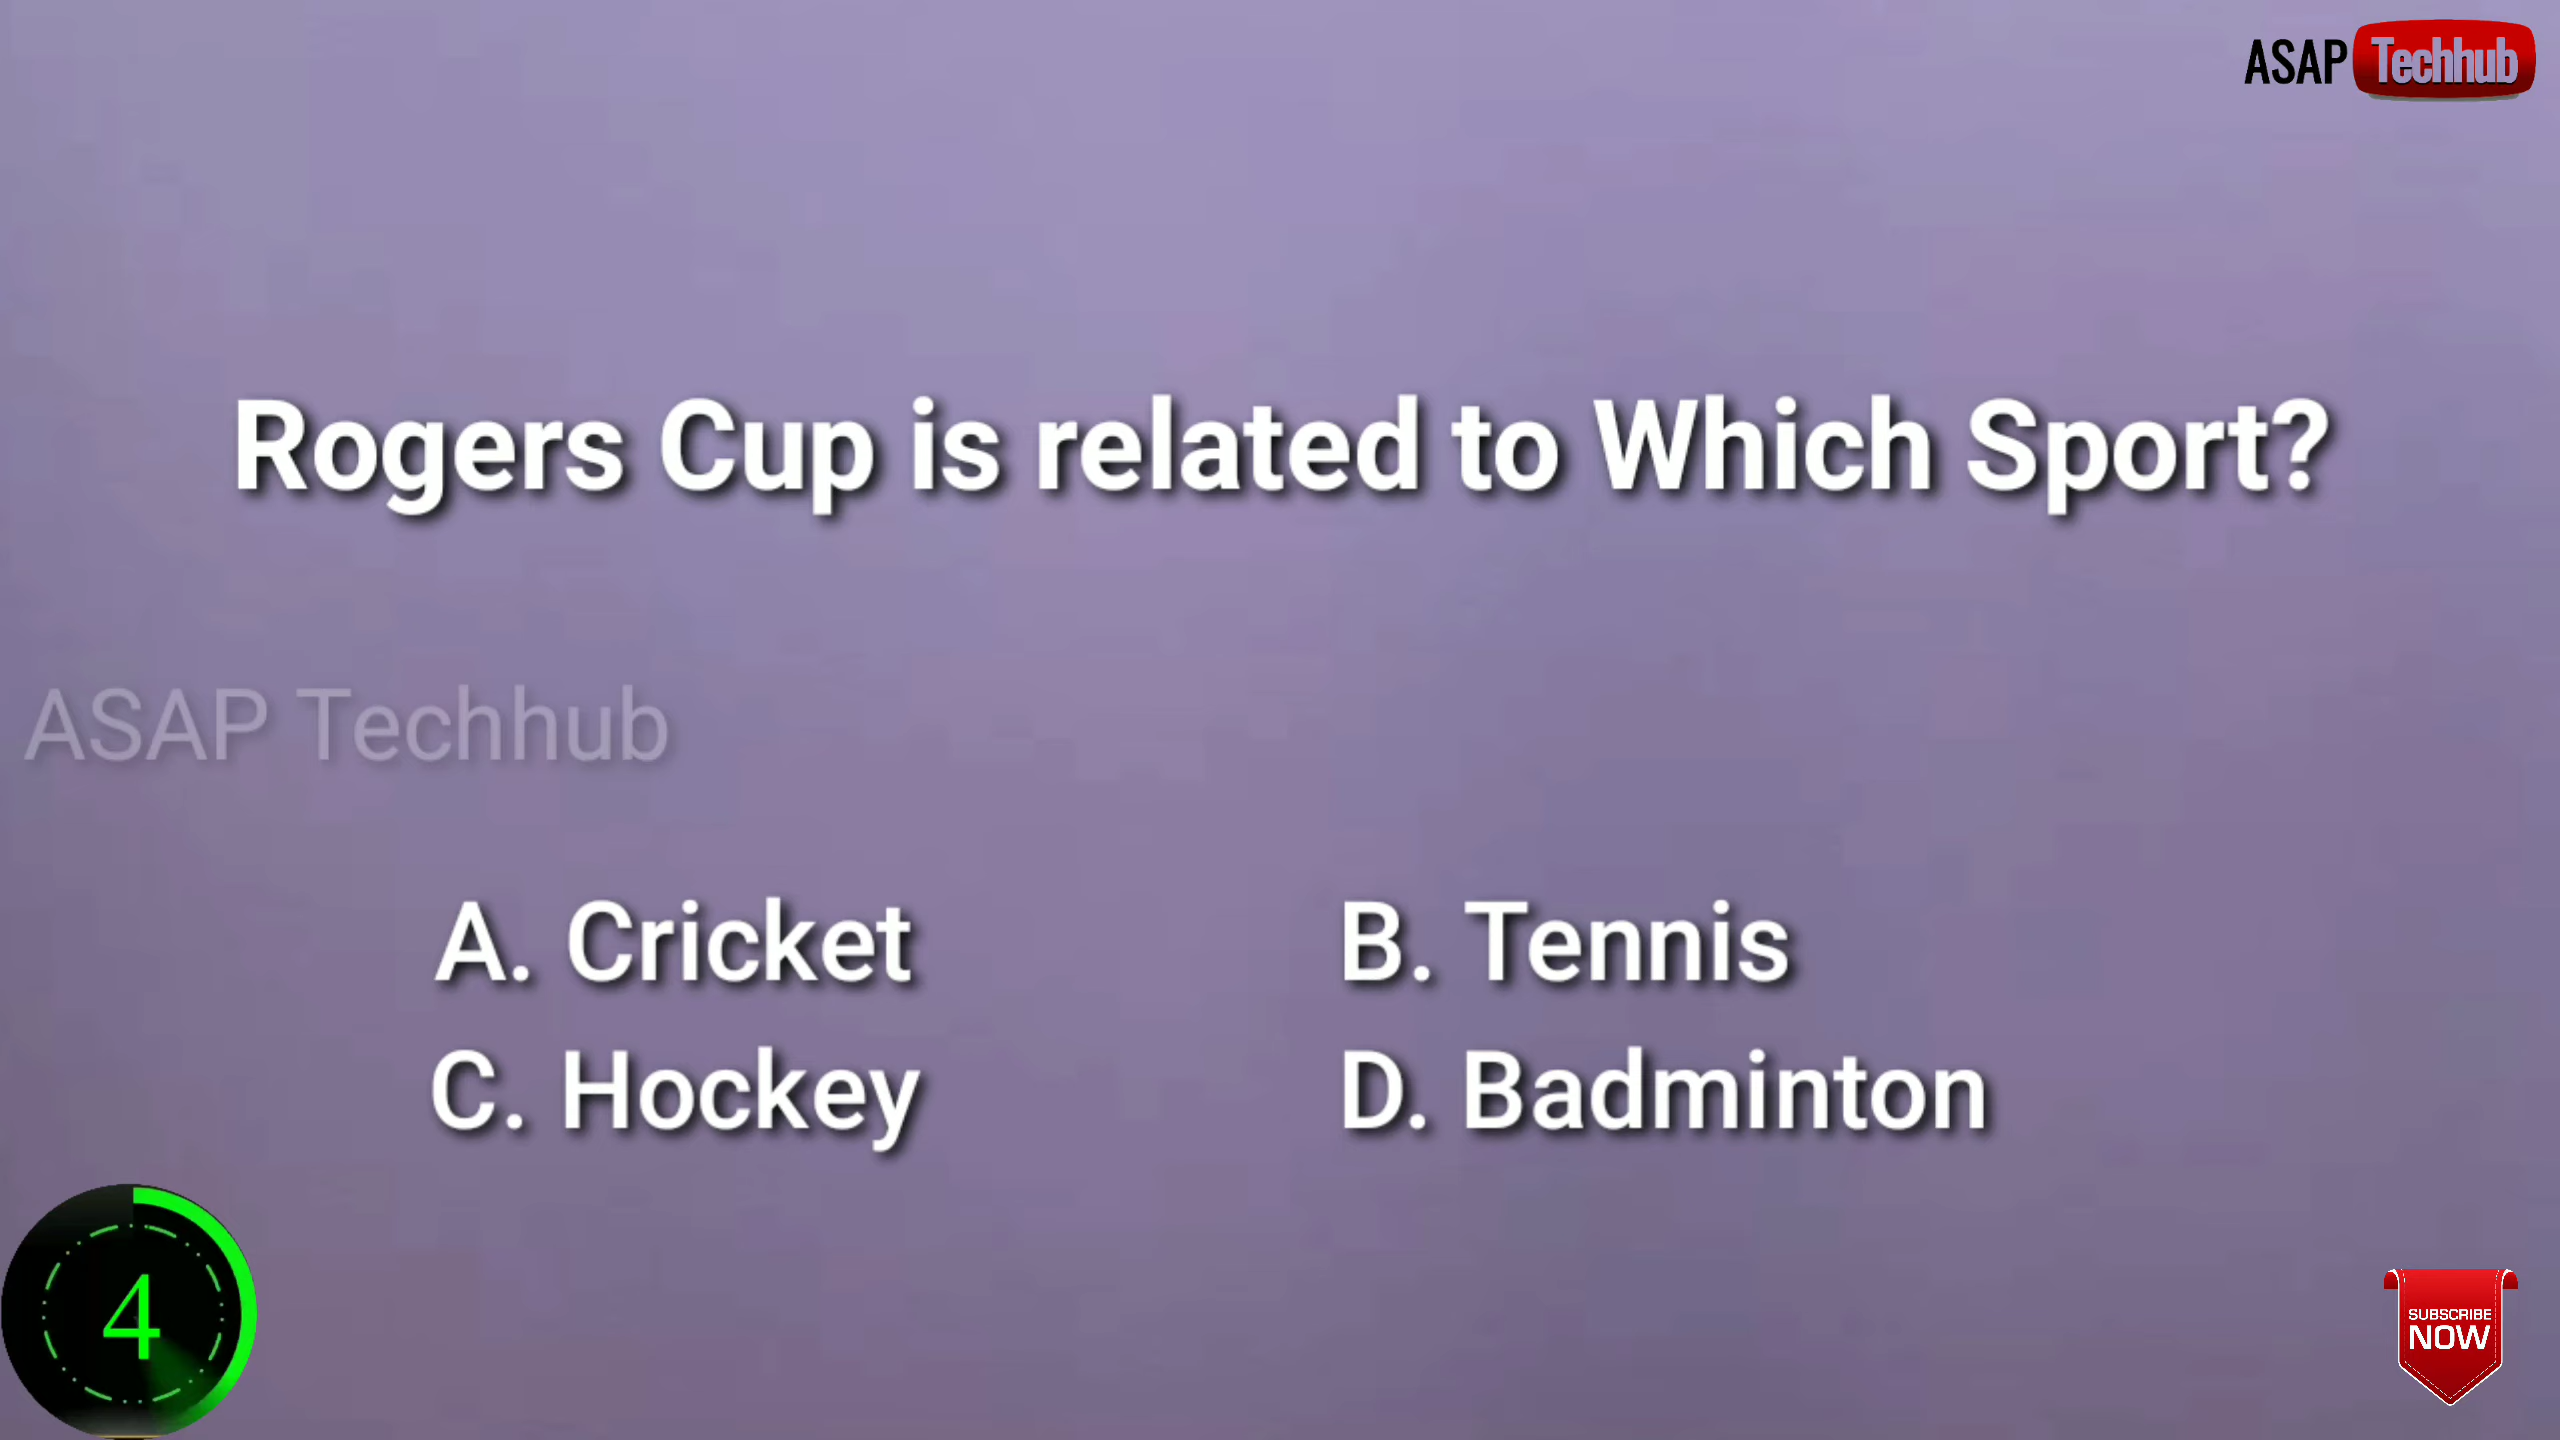 ASAP Techhub
Rogers Cup is related to Which Sport?
ASAP Techhub
A. Cricket
B. Tennis
C. Hockey
D. Badminton
4
SUBSCRIBE
NOW